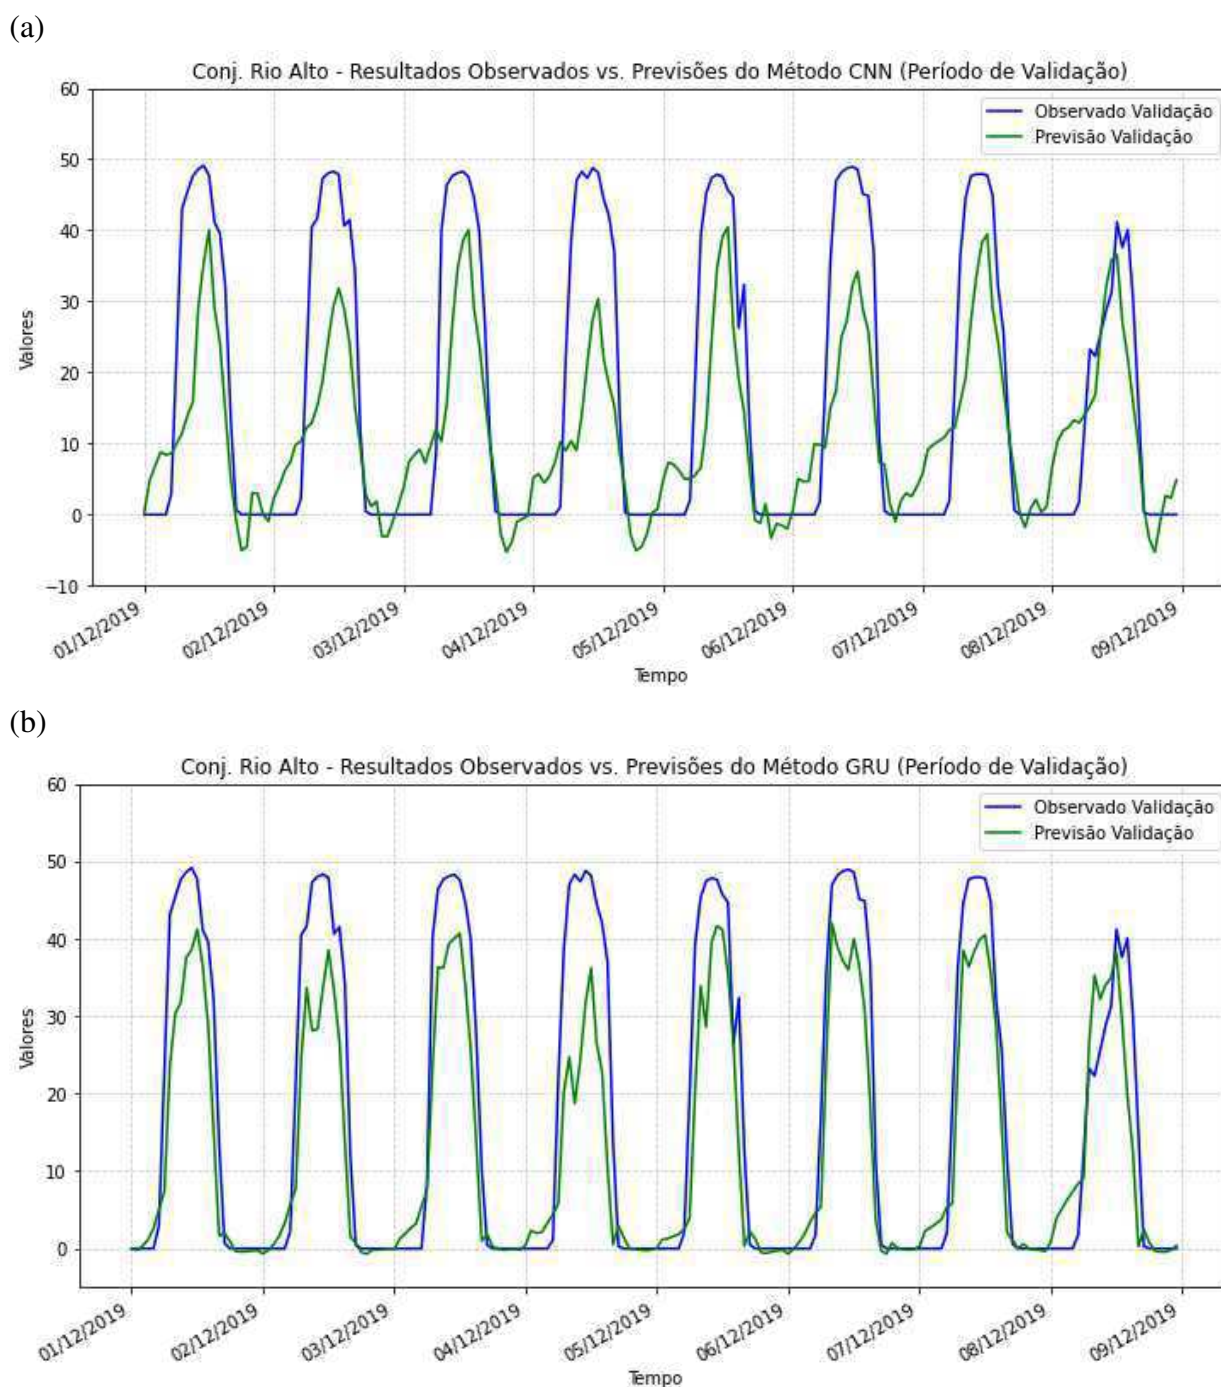 (a)
Conj. Rio Alto - Resultados Observados vs. Previsões do Método CNN (Período de Validação)
60
50
40
30
20
10
0
−10
Valores
Observado Validação
Previsão Validação
01/12/2019
02/12/2019
03/12/2019
04/12/2019
05/12/2019
06/12/2019
07/12/2019
08/12/2019
09/12/2019
Tempo
(b)
Conj. Rio Alto - Resultados Observados vs. Previsões do Método GRU (Período de Validação)
60
50
40
30
20
10
0
Valores
Observado Validação
Previsão Validação
01/12/2019
02/12/2019
03/12/2019
04/12/2019
05/12/2019
06/12/2019
07/12/2019
08/12/2019
09/12/2019
Tempo